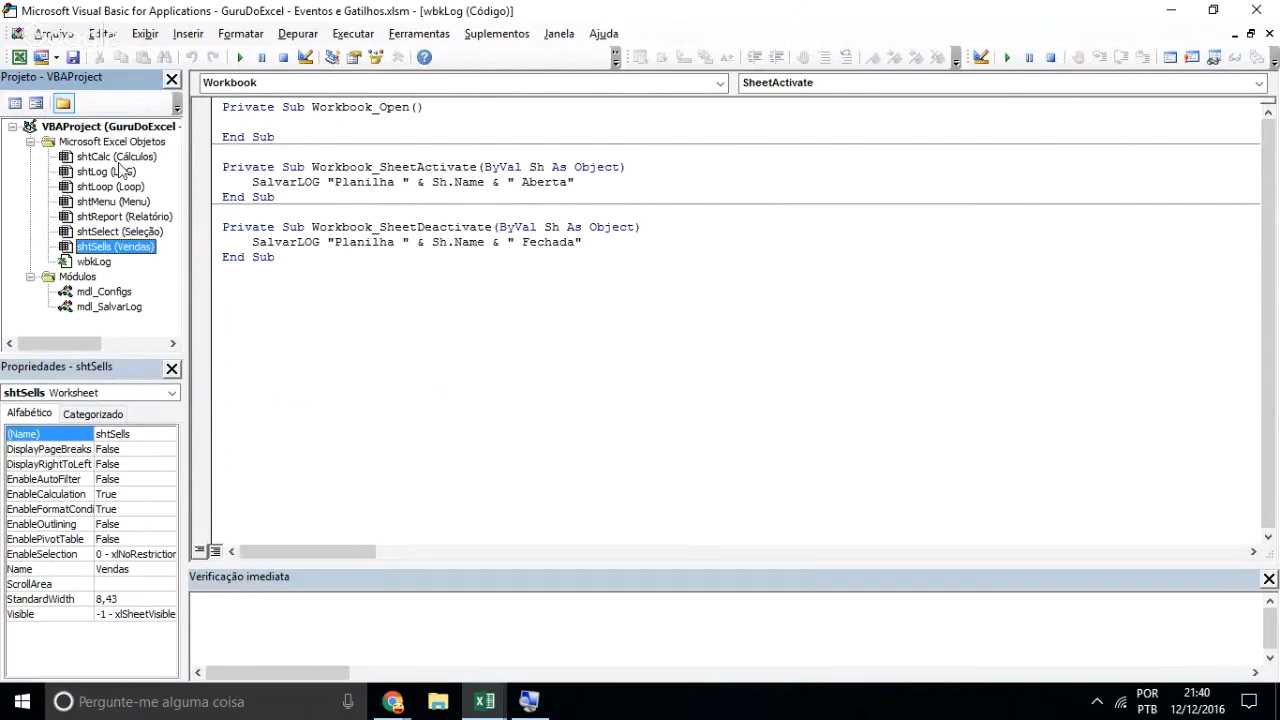 Microsoft Visual Basic for Applications - GuruDoExcel - Eventos e Gatilhos.xlsm - [wbkLog (Código)]
Arquivo Editar Exibir Inserir Formatar Depurar Executar Ferramentas Suplementos Janela Ajuda
Projeto - VBAProject
Workbook
SheetActivate
VBAProject (GuruDoExcel -
Microsoft Excel Objetos
shtCalc (Cálculos)
shtLog (LOG)
shtLoop (Loop)
shtMenu (Menu)
shtReport (Relatório)
shtSelect (Seleção)
shtSells (Vendas)
wbkLog
Módulos
mdl_Configs
mdl_SalvarLog
Private Sub Workbook_Open()
End Sub
Private Sub Workbook_SheetActivate(ByVal Sh As Object)
SalvarLOG "Planilha " & Sh.Name & " Aberta"
End Sub
Private Sub Workbook_SheetDeactivate(ByVal Sh As Object)
SalvarLOG "Planilha " & Sh.Name & " Fechada"
End Sub
Propriedades - shtSells
shtSells Worksheet
Alfabético Categorizado
(Name) shtSells
DisplayPageBreaks False
DisplayRightToLeft False
EnableAutoFilter False
EnableCalculation True
EnableFormatCondi True
EnableOutlining False
EnablePivotTable False
EnableSelection 0 - xlNoRestriction
Name Vendas
ScrollArea
StandardWidth 8,43
Visible -1 - xlSheetVisible
Verificação imediata
Pergunte-me alguma coisa
POR
PTB
21:40
12/12/2016